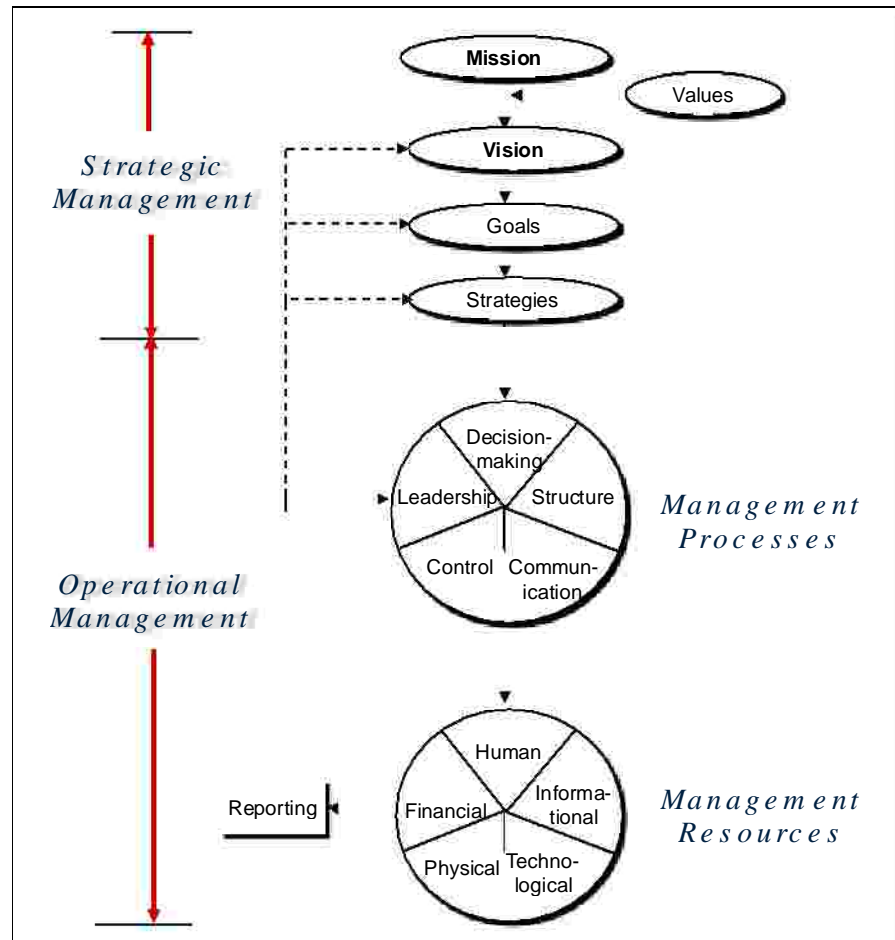 Mission
Values
Vision
Strategic
Management
Goals
Strategies
Decision-
making
Leadership
Structure
Management
Processes
Control
Commun-
ication
Operational
Management
Human
Reporting
Financial
Informa-
tional
Management
Resources
Physical
Techno-
logical